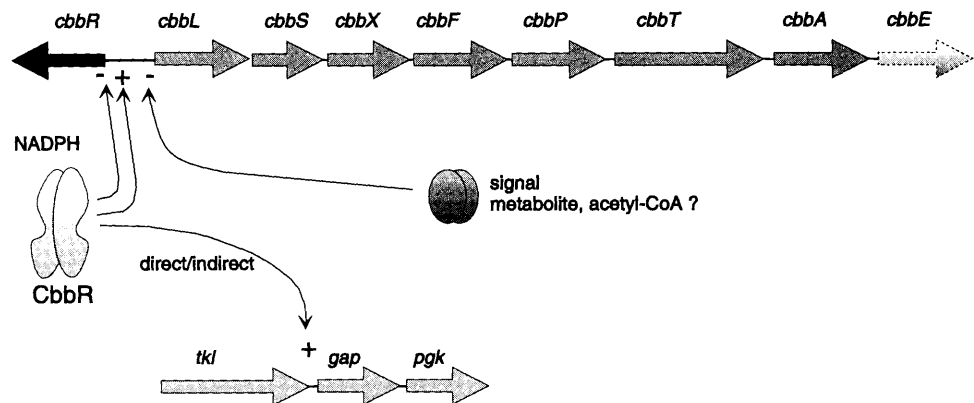 cbbR cbbL cbbS cbbX cbbF cbbP cbbT cbbA cbbE
- + -
NADPH
signal
metabolite, acetyl-CoA ?
direct/indirect
CbbR
+
tkl gap pgk